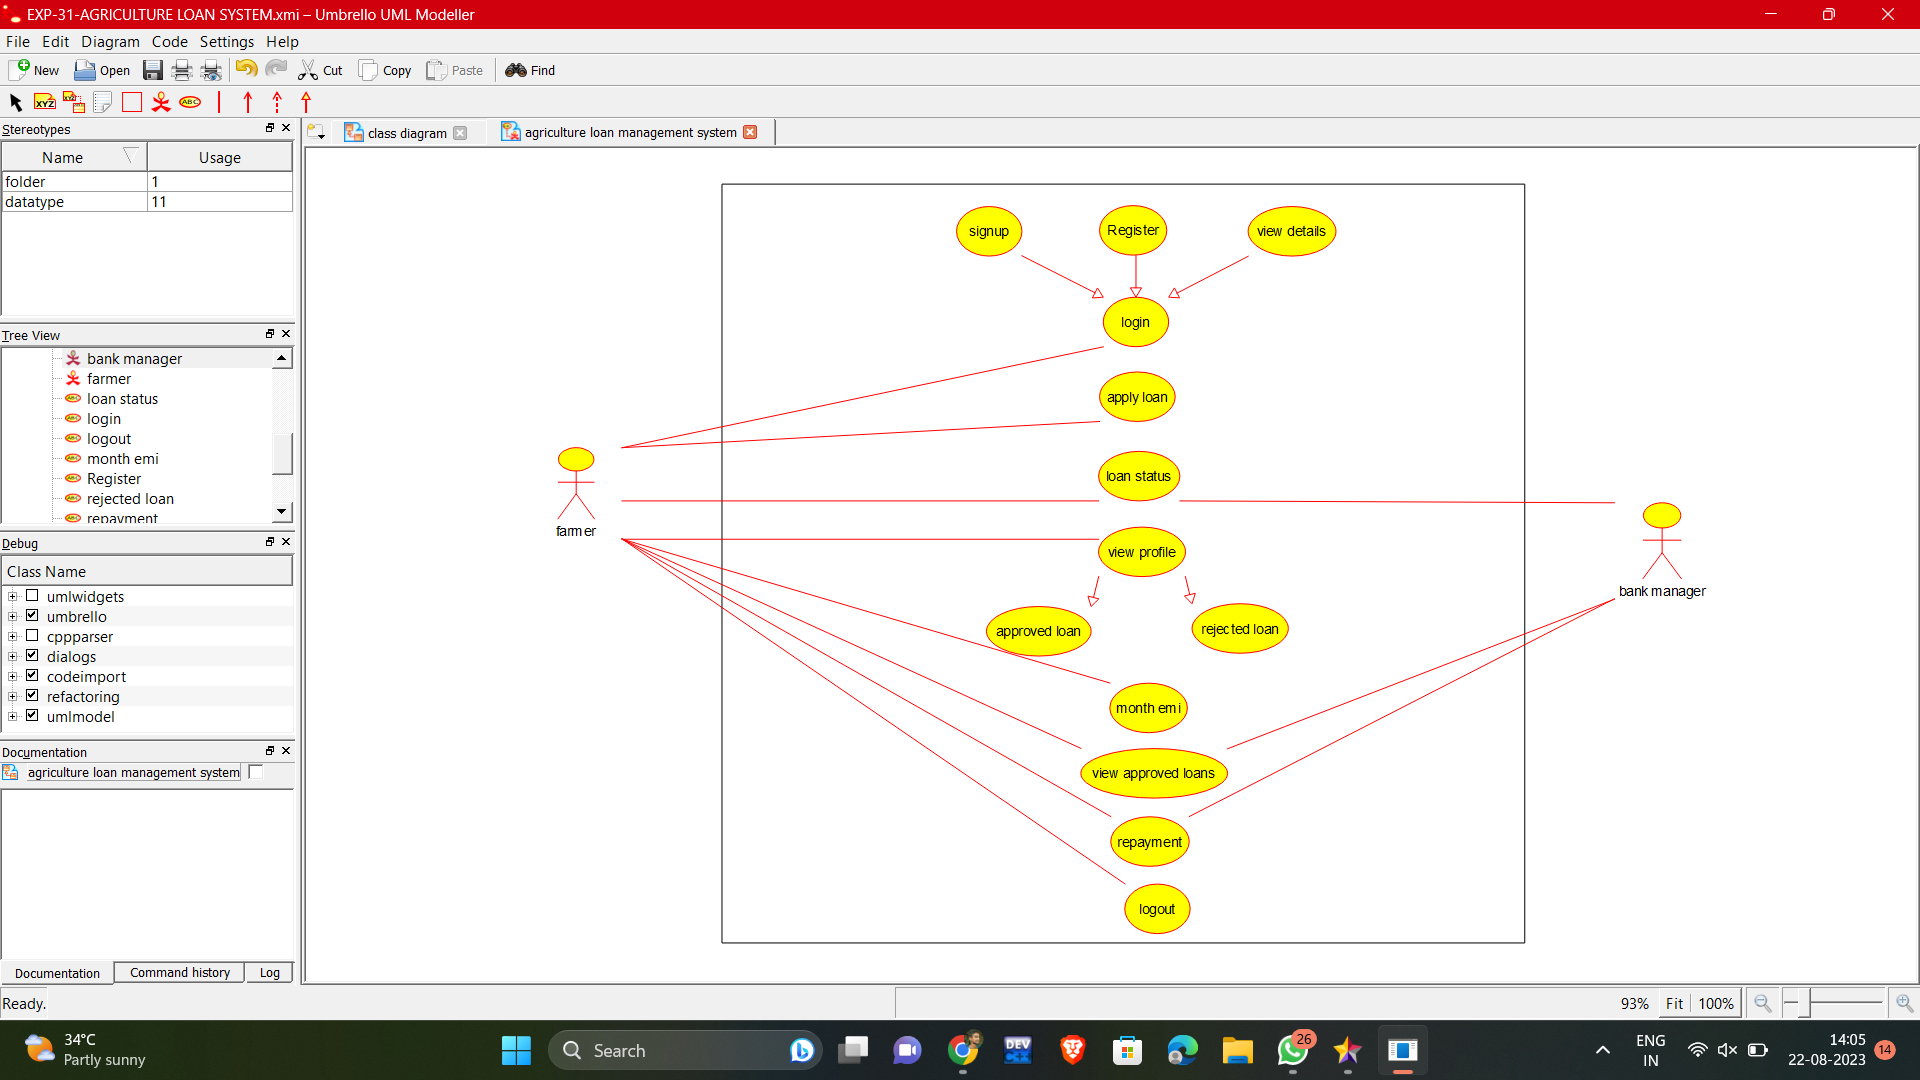 EXP-31-AGRICULTURE LOAN SYSTEM.xmi – Umbrello UML Modeller
File Edit Diagram Code Settings Help
New Open Cut Copy Paste Find
XYZ XYZ ABC
Stereotypes
class diagram agriculture loan management system
Name Usage
folder 1
datatype 11
Tree View
bank manager
farmer
loan status
login
logout
month emi
Register
rejected loan
repayment
Debug
Class Name
umlwidgets
umbrello
cppparser
dialogs
codeimport
refactoring
umlmodel
Documentation
agriculture loan management system
Documentation Command history Log
signup Register view details
login
apply loan
loan status
farmer
view profile
bank manager
approved loan rejected loan
month emi
view approved loans
repayment
logout
Ready. 93% Fit 100%
34°C
Partly sunny
Search
DEV
C++
26
ENG
IN
14:05
22-08-2023
14